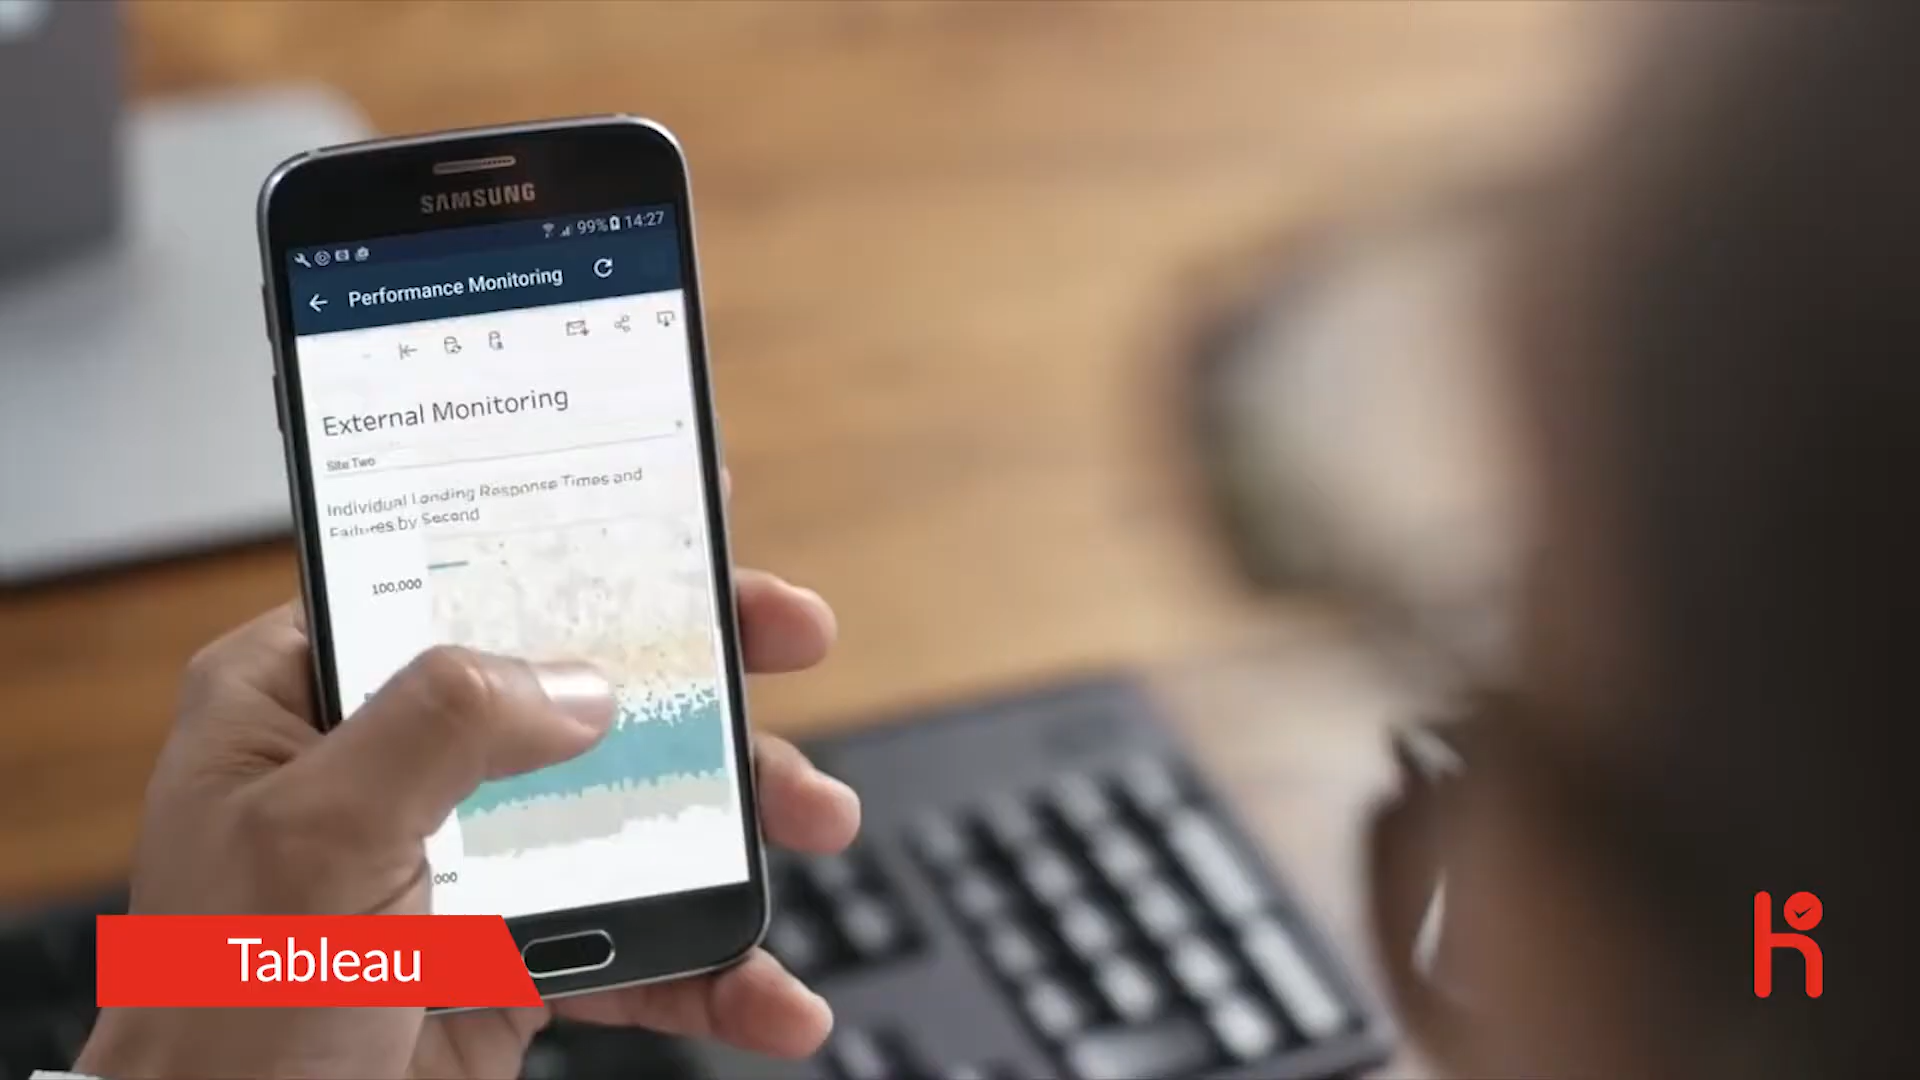 SAMSUNG
99% 14:27
Performance Monitoring
External Monitoring
Site Two
Individual Landing Response Times and
Failures by Second
100,000
000
Tableau